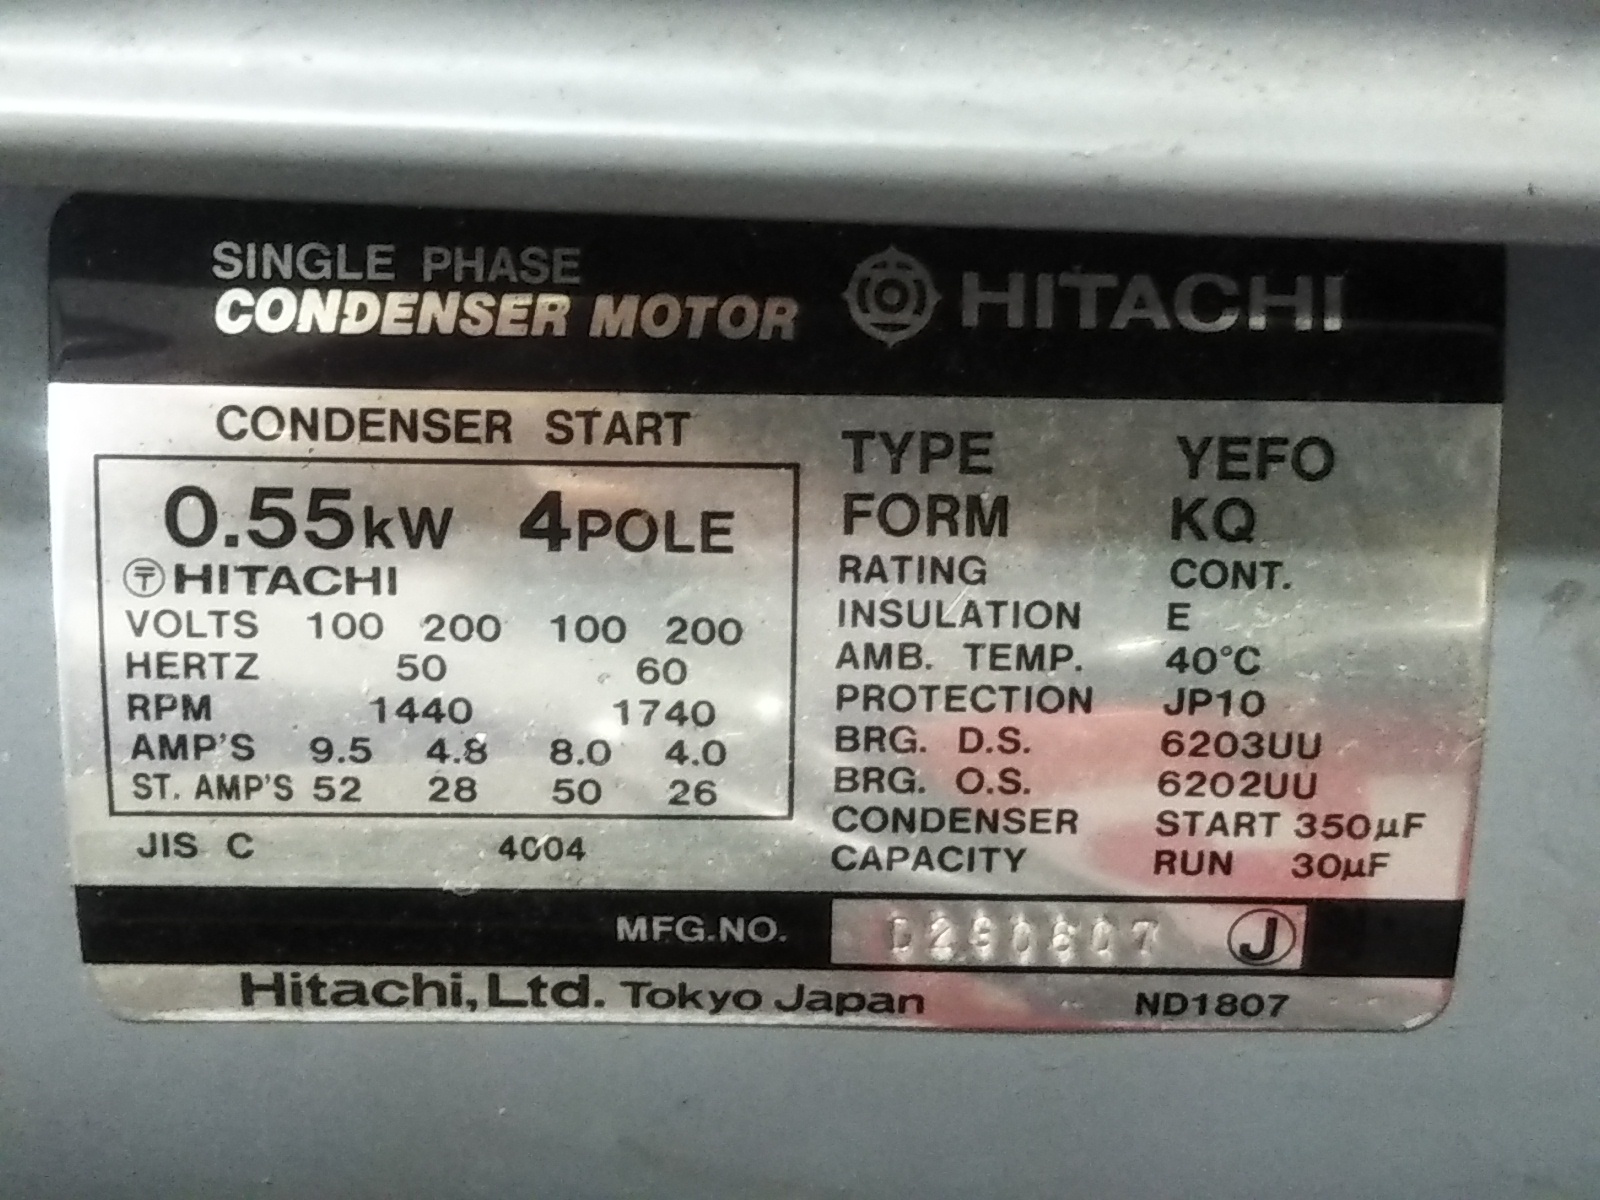 SINGLE PHASE
CONDENSER MOTOR
HITACHI
CONDENSER START
0.55kW 4POLE
〶HITACHI
VOLTS 100 200 100 200
HERTZ 50 60
RPM 1440 1740
AMP'S 9.5 4.8 8.0 4.0
ST. AMP'S 52 28 50 26
JIS C 4004
TYPE YEFO
FORM KQ
RATING CONT.
INSULATION E
AMB. TEMP. 40°C
PROTECTION JP10
BRG. D.S. 6203UU
BRG. O.S. 6202UU
CONDENSER START 350μF
CAPACITY RUN 30μF
MFG.NO. Ⓙ
Hitachi, Ltd. Tokyo Japan ND1807